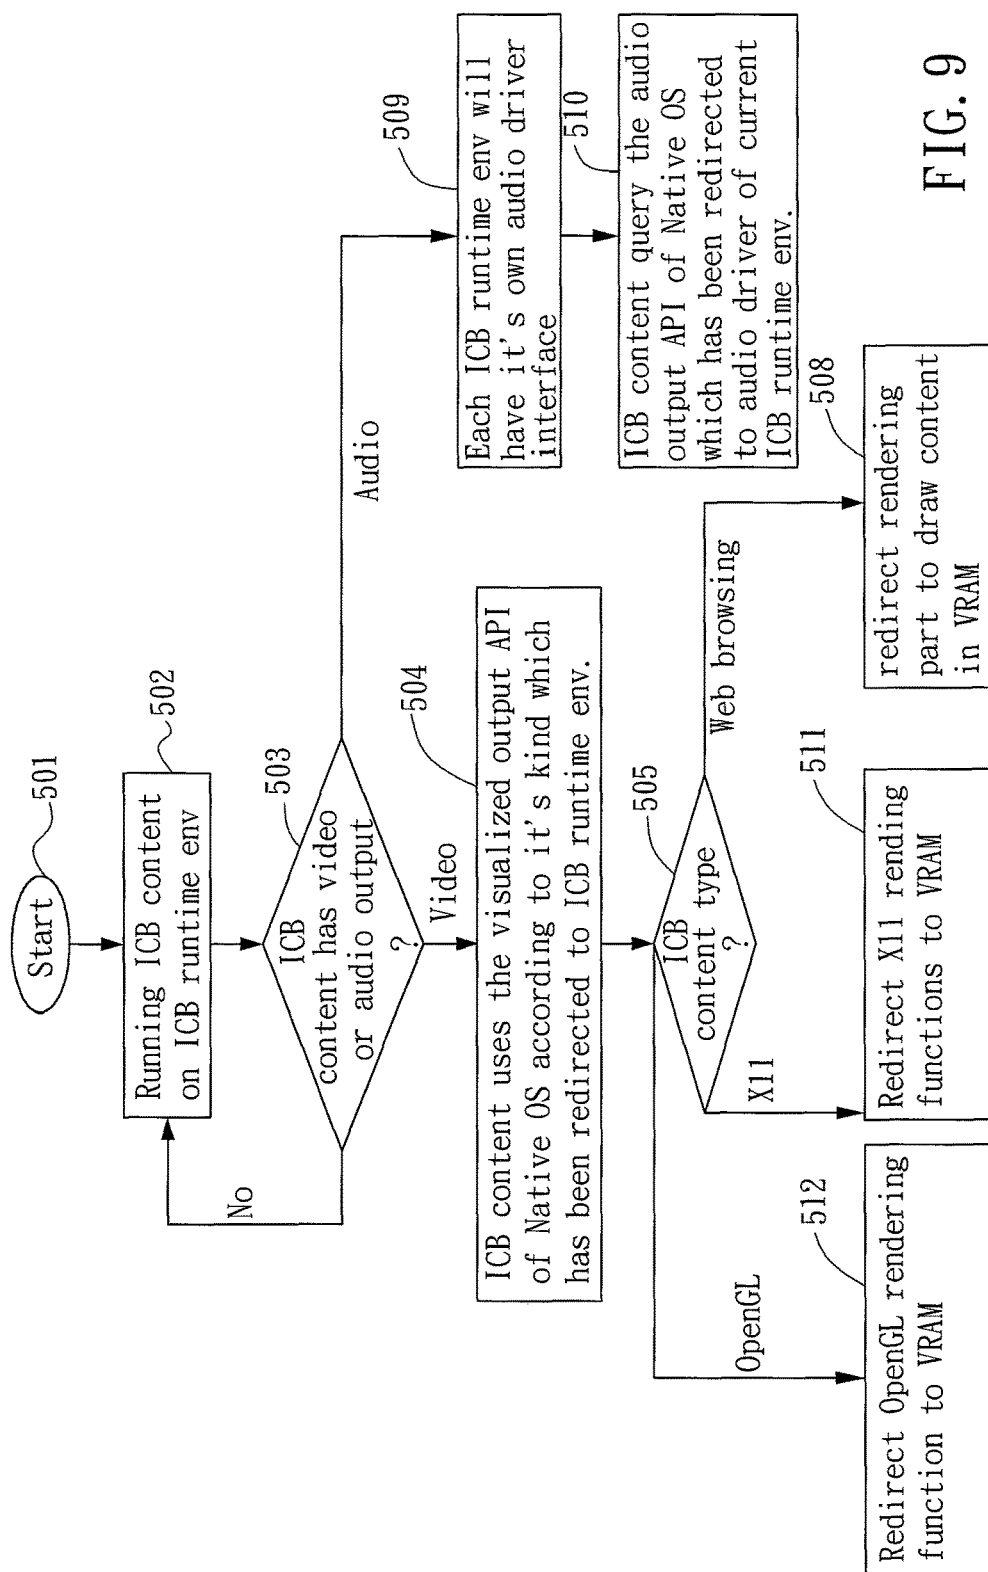 501
Start
502
Running ICB content
on ICB runtime env
503
ICB
content has video
or audio output
?
No
Video
Audio
504
ICB content uses the visualized output API
of Native OS according to it's kind which
has been redirected to ICB runtime env.
509
Each ICB runtime env will
have it's own audio driver
interface
510
ICB content query the audio
output API of Native OS
which has been redirected
to audio driver of current
ICB runtime env.
505
ICB
content type
?
OpenGL
X11
Web browsing
512
Redirect OpenGL rendering
function to VRAM
511
Redirect X11 rending
functions to VRAM
508
redirect rendering
part to draw content
in VRAM
FIG. 9